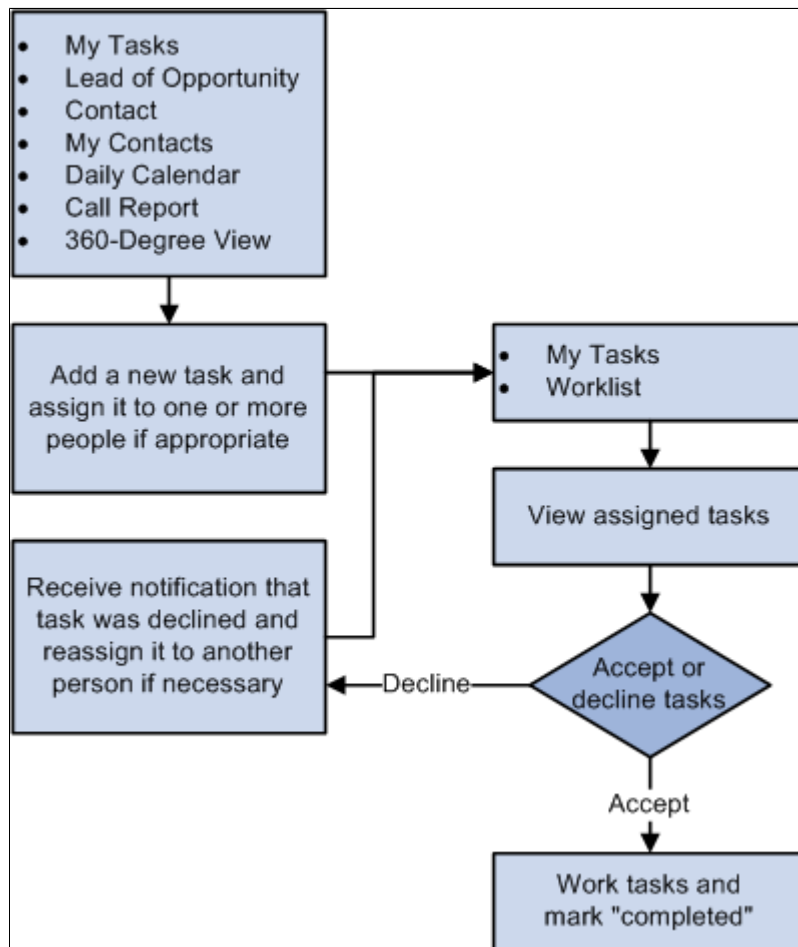 • My Tasks
• Lead of Opportunity
• Contact
• My Contacts
• Daily Calendar
• Call Report
• 360-Degree View
Add a new task and
assign it to one or more
people if appropriate
• My Tasks
• Worklist
View assigned tasks
Receive notification that
task was declined and
reassign it to another
person if necessary
Decline
Accept or
decline tasks
Accept
Work tasks and
mark "completed"